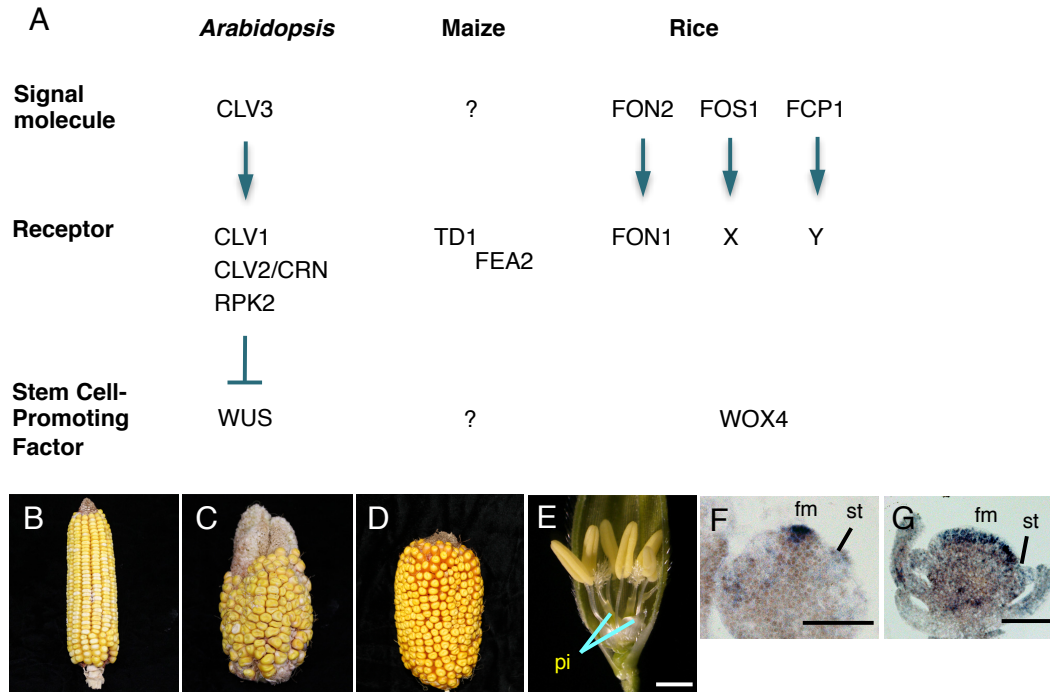 A
Arabidopsis Maize Rice
Signal
molecule
CLV3 ? FON2 FOS1 FCP1
Receptor
CLV1 TD1 FON1 X Y
FEA2
CLV2/CRN
RPK2
Stem Cell-
Promoting
Factor
WUS ? WOX4
B C D E F G
fm st fm st
pi